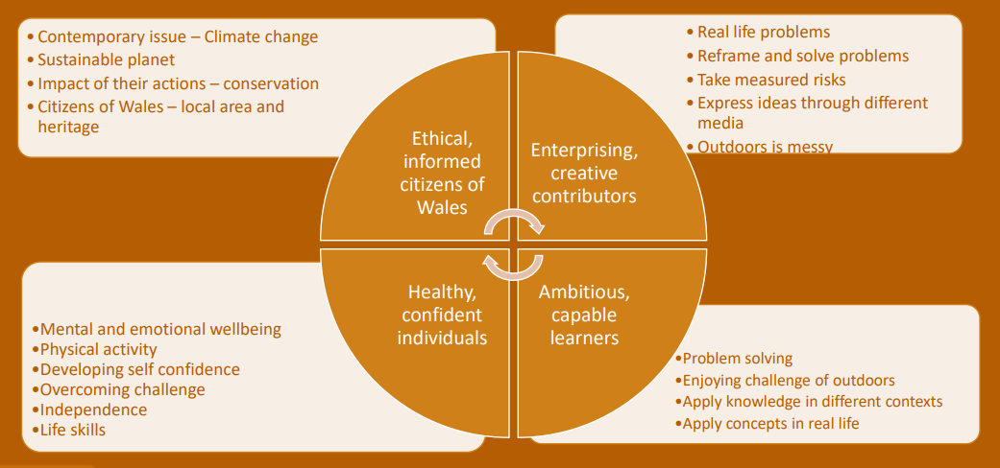 • Contemporary issue – Climate change
• Sustainable planet
• Impact of their actions – conservation
• Citizens of Wales – local area and
heritage
• Real life problems
• Reframe and solve problems
• Take measured risks
• Express ideas through different
media
• Outdoors is messy
Ethical,
informed
citizens of
Wales
Enterprising,
creative
contributors
Healthy,
confident
individuals
Ambitious,
capable
learners
•Mental and emotional wellbeing
•Physical activity
•Developing self confidence
•Overcoming challenge
•Independence
•Life skills
•Problem solving
•Enjoying challenge of outdoors
•Apply knowledge in different contexts
•Apply concepts in real life